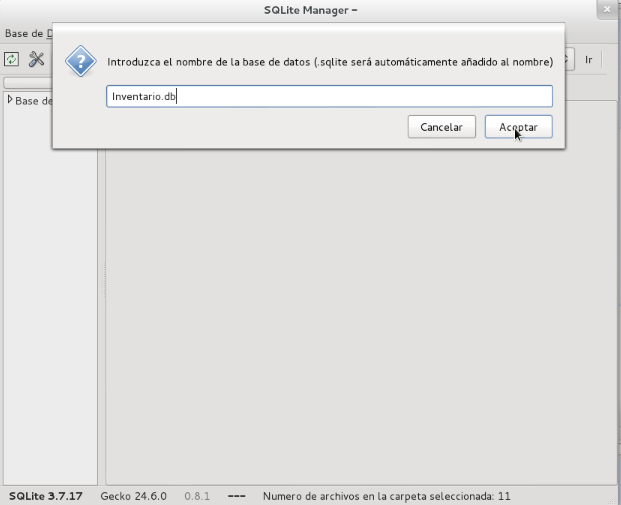 SQLite Manager –
Base de D
Introduzca el nombre de la base de datos (.sqlite será automáticamente añadido al nombre)
Ir
Inventario.db
Base de
Cancelar
Aceptar
SQLite 3.7.17 Gecko 24.6.0 0.8.1 --- Numero de archivos en la carpeta seleccionada: 11